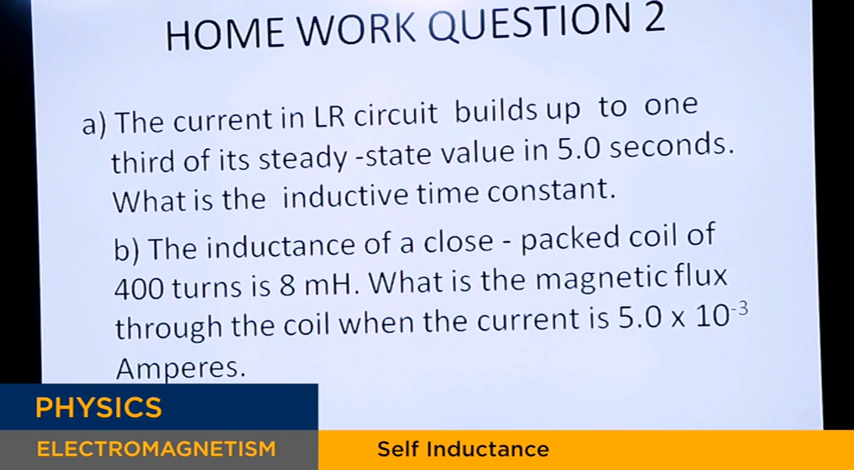 HOME WORK QUESTION 2
a) The current in LR circuit builds up to one
third of its steady -state value in 5.0 seconds.
What is the inductive time constant.
b) The inductance of a close - packed coil of
400 turns is 8 mH. What is the magnetic flux
through the coil when the current is 5.0 x 10⁻³
Amperes.
PHYSICS
ELECTROMAGNETISM
Self Inductance